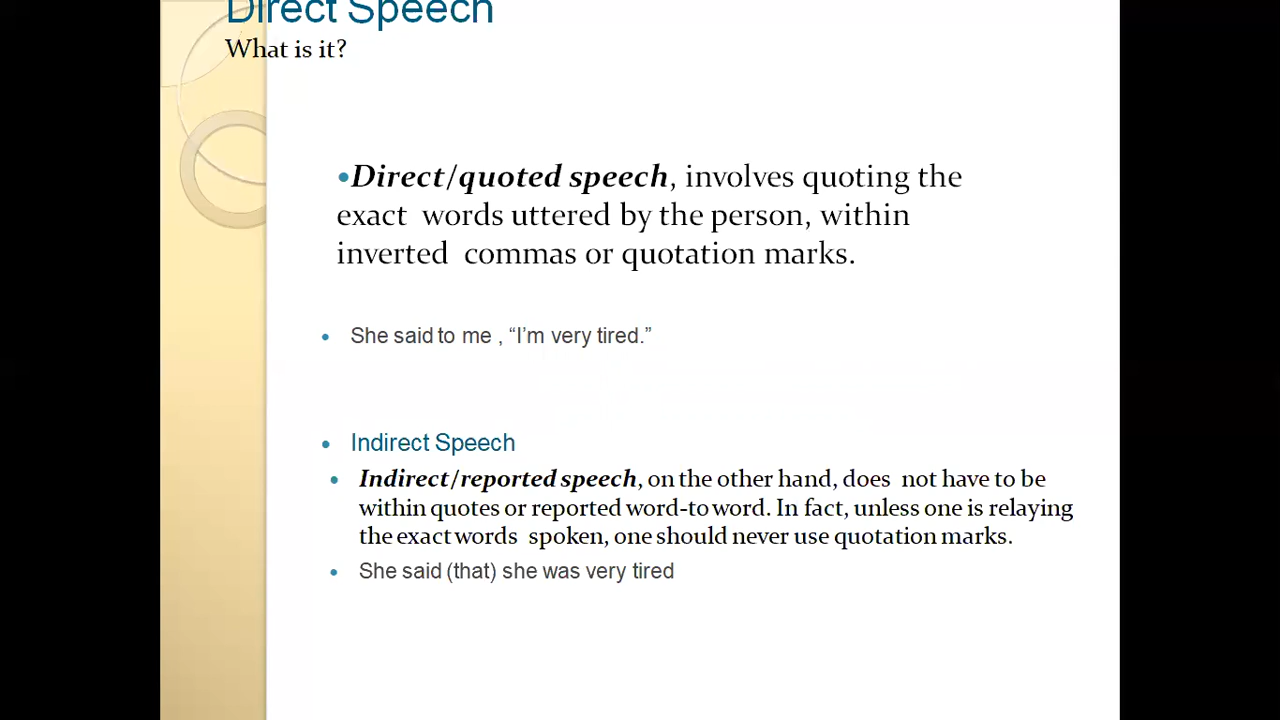 Direct Speech
What is it?
•Direct/quoted speech, involves quoting the
exact words uttered by the person, within
inverted commas or quotation marks.
• She said to me , “I’m very tired.”
• Indirect Speech
• Indirect/reported speech, on the other hand, does not have to be
within quotes or reported word-to word. In fact, unless one is relaying
the exact words spoken, one should never use quotation marks.
• She said (that) she was very tired